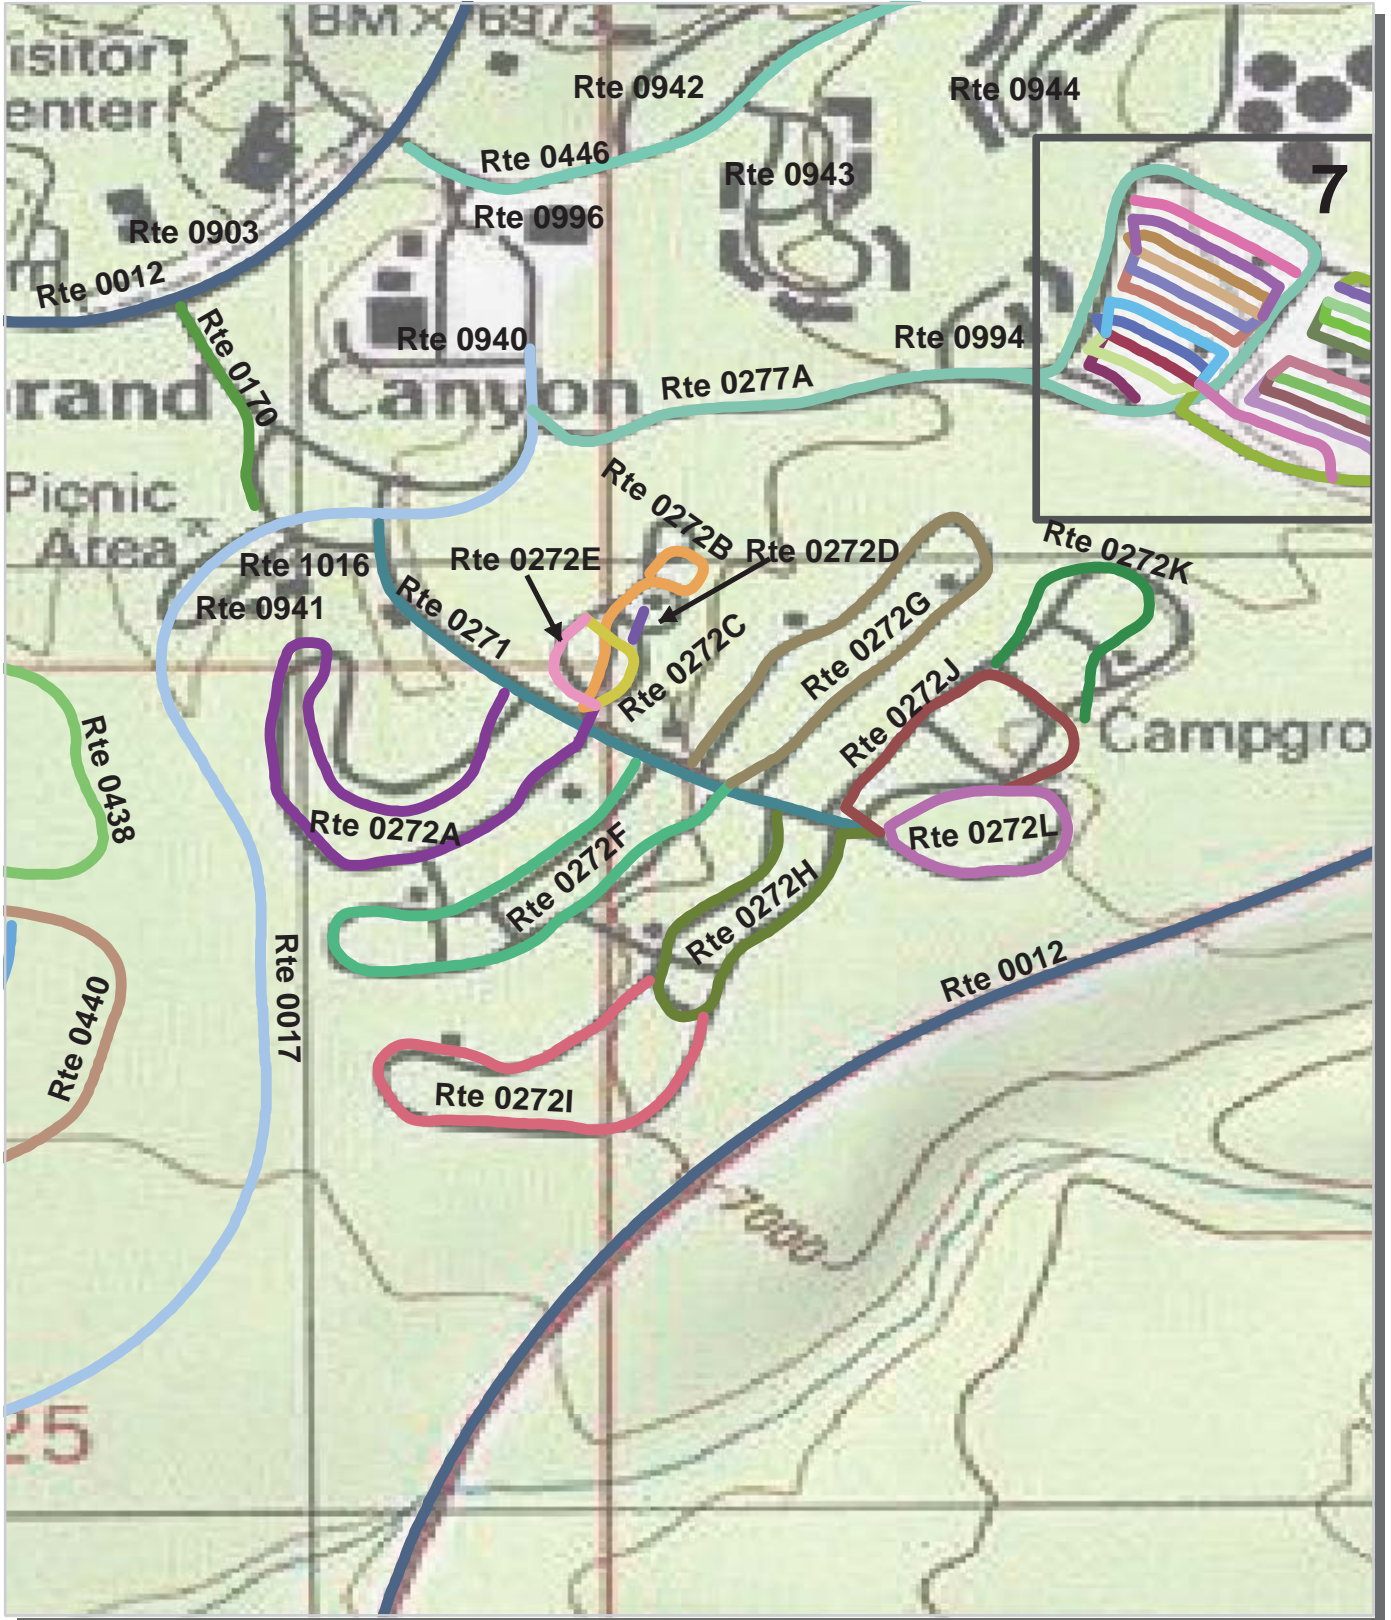 BM X 6973
isitor
enter
Rte 0942
Rte 0944
Rte 0446
Rte 0943
7
Rte 0996
Rte 0903
Rte 0012
Rte 0170
Rte 0940
Rte 0994
Rte 0277A
rand Canyon
Picnic
Area
Rte 0272B
Rte 0272E
Rte 0272D
Rte 0272K
Rte 1016
Rte 0941
Rte 0271
Rte 0272C
Rte 0272G
Rte 0272J
Campgro
Rte 0438
Rte 0272A
Rte 0272F
Rte 0272L
Rte 0272H
Rte 0012
Rte 0017
Rte 0440
Rte 0272I
7000
25